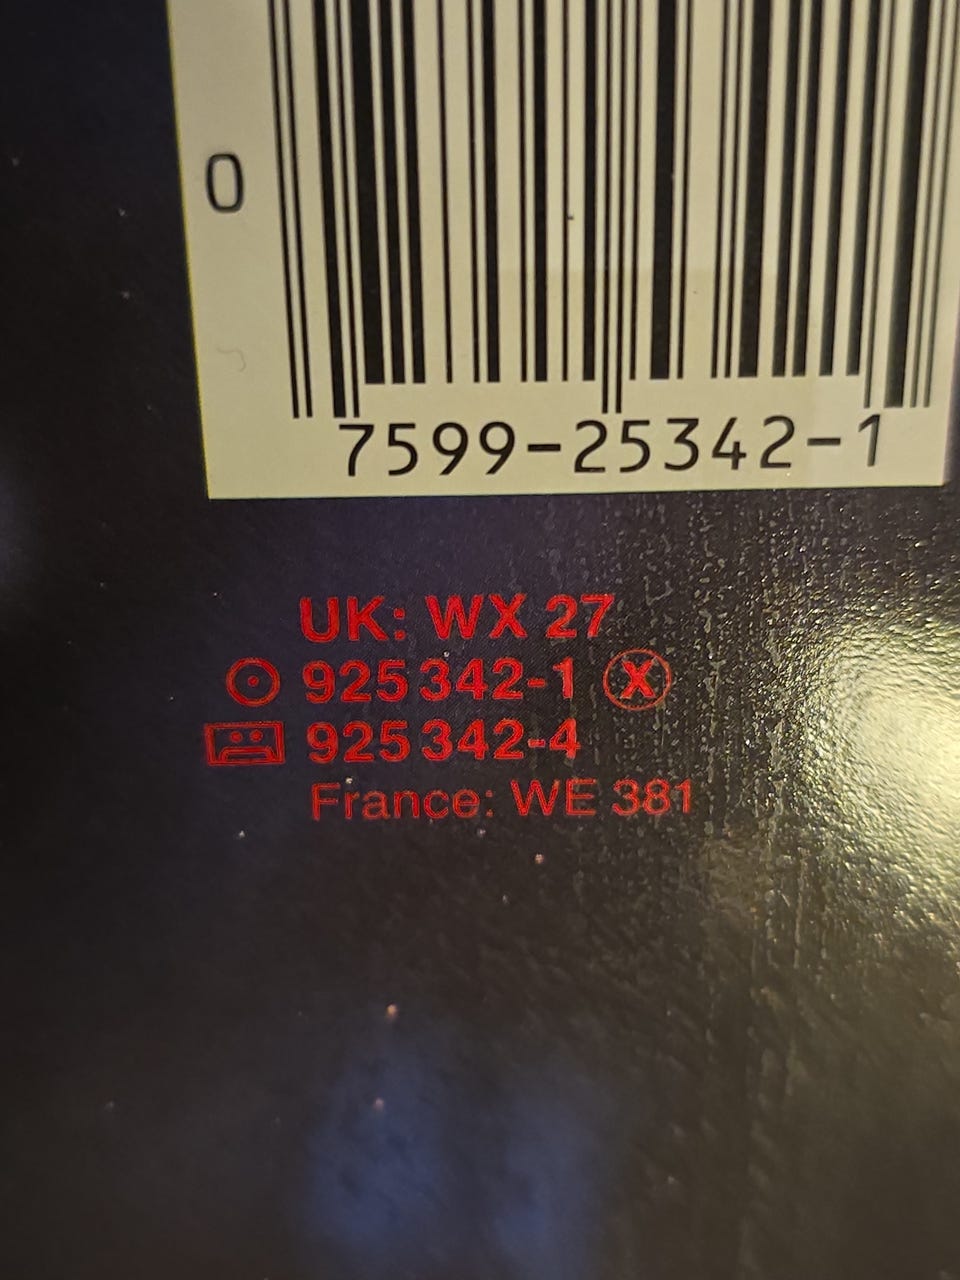 0
7599-25342-1
UK: WX 27
925 342-1 X
925 342-4
France: WE 381